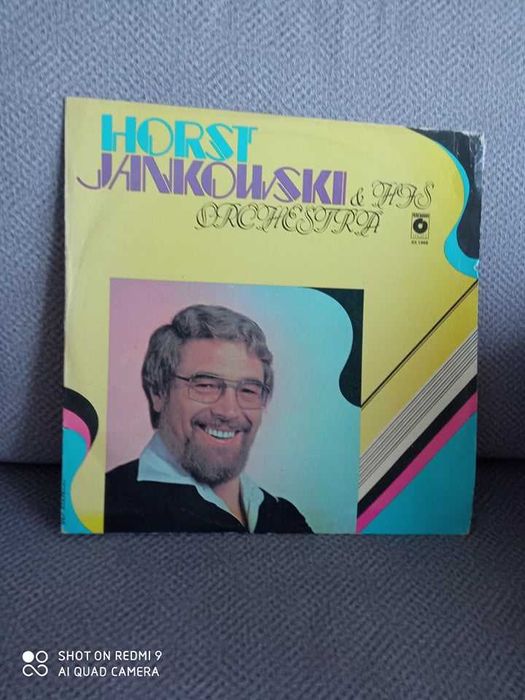 HORST
JANKOWSKI & HIS
ORCHESTRA
SHOT ON REDMI 9
AI QUAD CAMERA